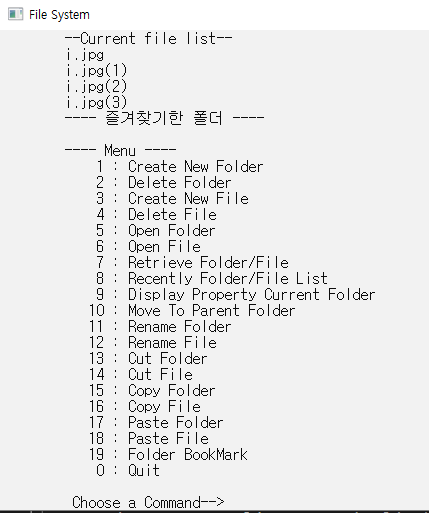 File System
--Current file list--
i.jpg
i.jpg(1)
i.jpg(2)
i.jpg(3)
---- 즐겨찾기한 폴더 ----
---- Menu ----
1 : Create New Folder
2 : Delete Folder
3 : Create New File
4 : Delete File
5 : Open Folder
6 : Open File
7 : Retrieve Folder/File
8 : Recently Folder/File List
9 : Display Property Current Folder
10 : Move To Parent Folder
11 : Rename Folder
12 : Rename File
13 : Cut Folder
14 : Cut File
15 : Copy Folder
16 : Copy File
17 : Paste Folder
18 : Paste File
19 : Folder BookMark
0 : Quit
Choose a Command-->